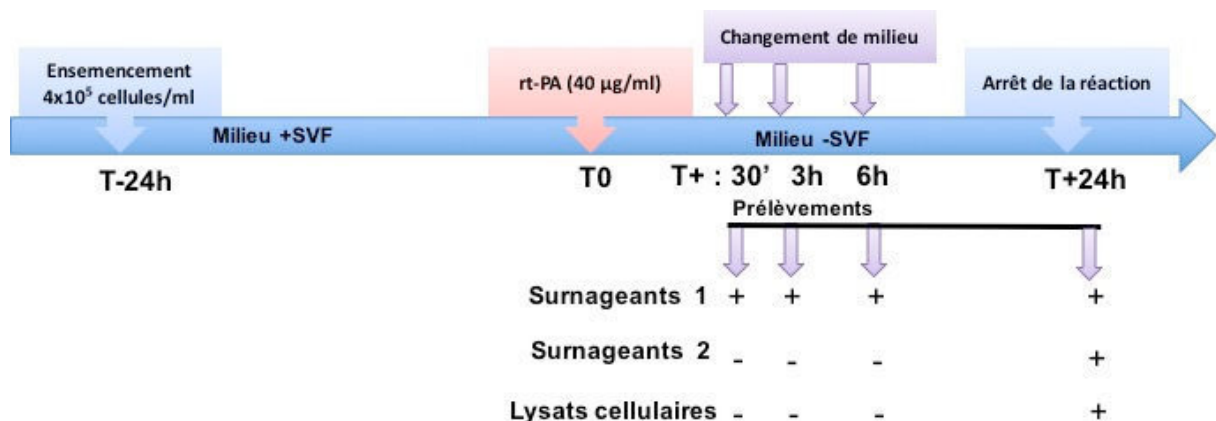 Changement de milieu
Ensemencement
4x10⁵ cellules/ml
rt-PA (40 µg/ml)
Arrêt de la réaction
Milieu +SVF
Milieu -SVF
T-24h
T0
T+ : 30’ 3h 6h
T+24h
Prélèvements
Surnageants 1 + + + +
Surnageants 2 - - - +
Lysats cellulaires - - - +